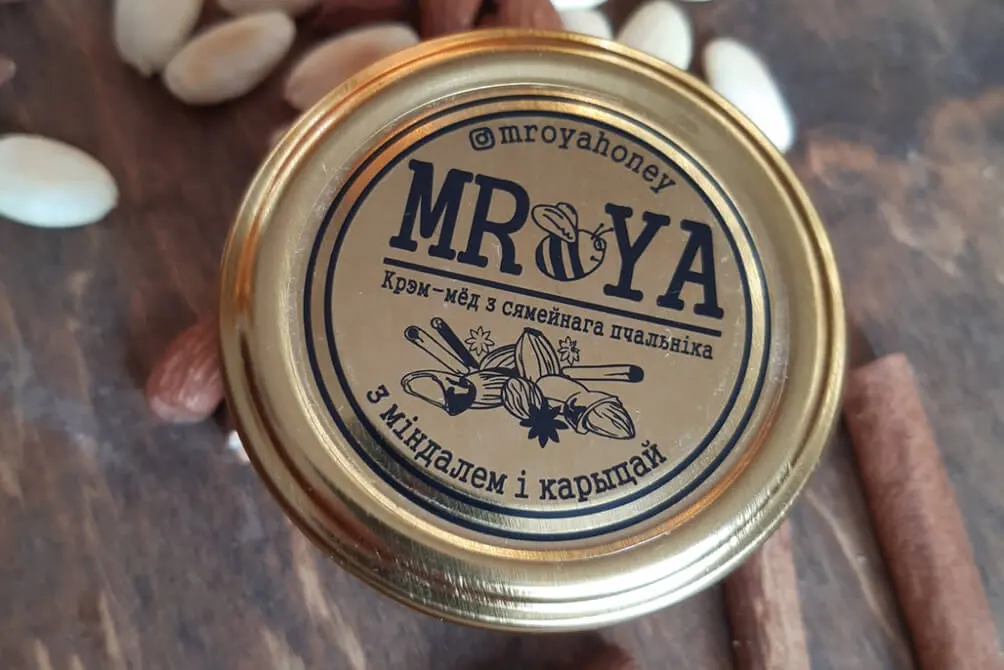 @mroyahoney
MROYA
Крэм-мёд з сямейнага пчальніка
з міндалем і карыцай